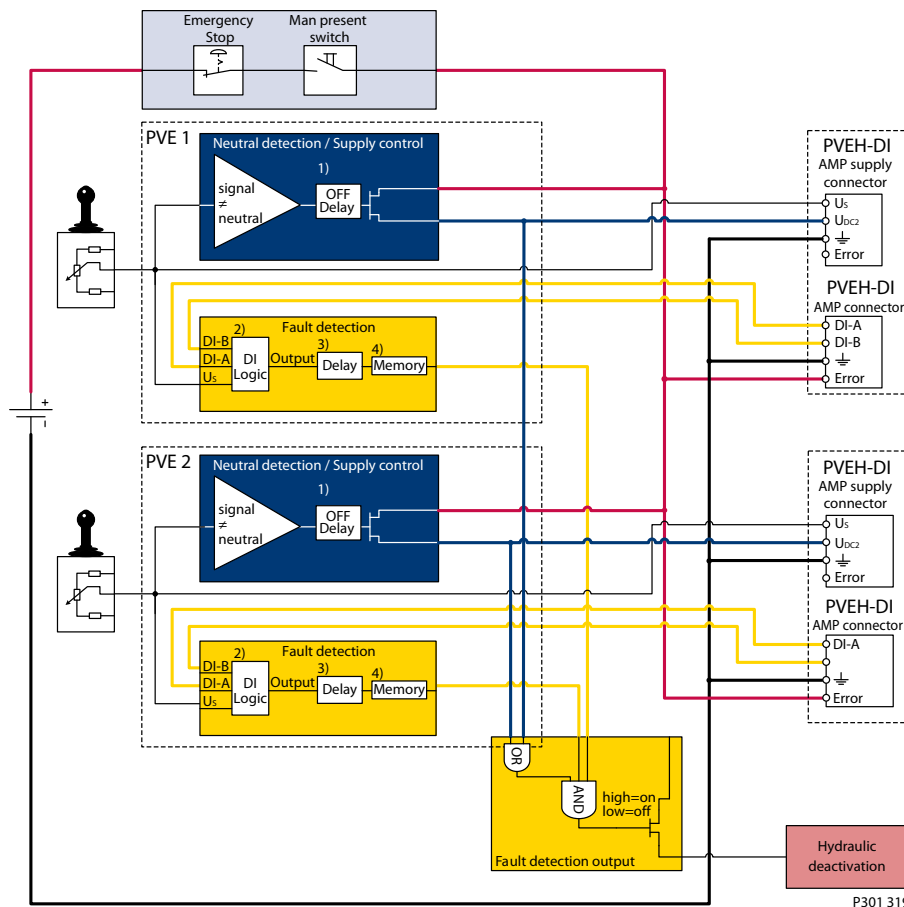 Emergency
Stop
Man present
switch
PVE 1
Neutral detection / Supply control
1)
signal
≠
neutral
OFF
Delay
PVEH-DI
AMP supply
connector
Us
UDC2
Error
PVEH-DI
AMP connector
DI-A
DI-B
Error
Fault detection
2)
3)
4)
DI-B
DI-A
Us
DI
Logic
Output
Delay
Memory
+
-
PVE 2
Neutral detection / Supply control
1)
signal
≠
neutral
OFF
Delay
PVEH-DI
AMP supply
connector
Us
UDC2
Error
PVEH-DI
AMP connector
DI-A
Error
Fault detection
2)
3)
4)
DI-B
DI-A
Us
DI
Logic
Output
Delay
Memory
OR
AND
high=on
low=off
Fault detection output
Hydraulic
deactivation
P301 319